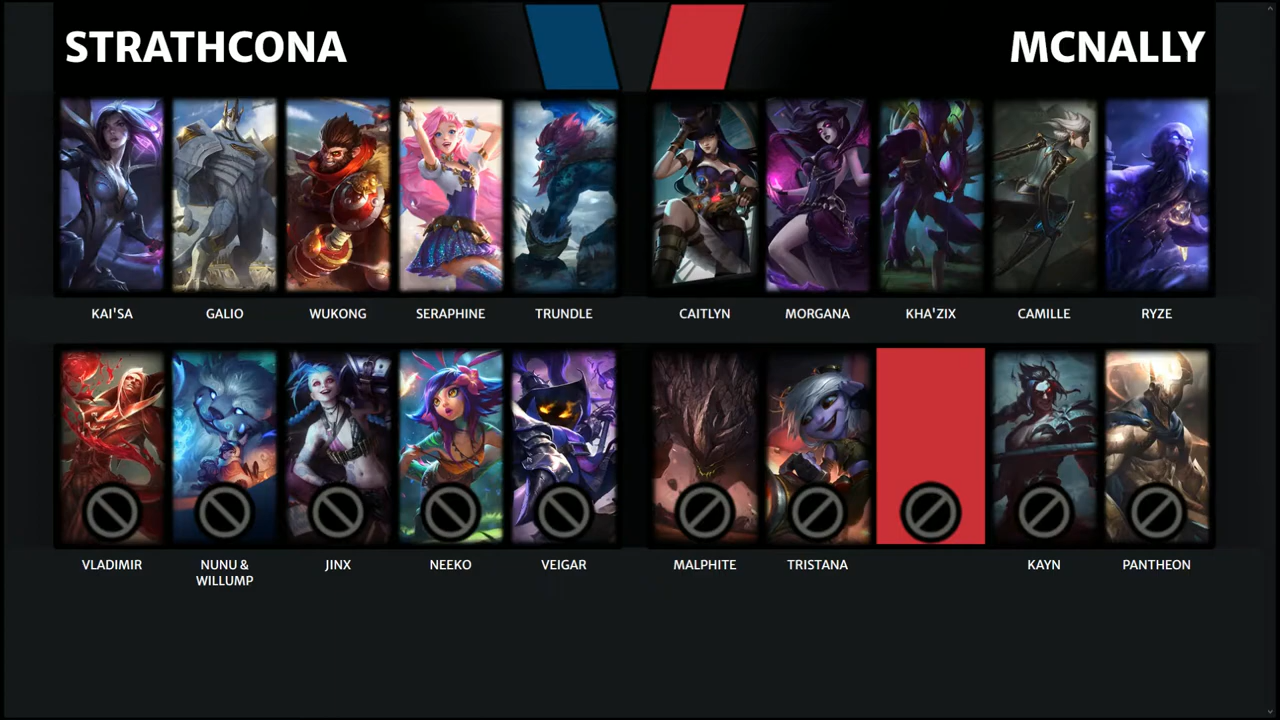 STRATHCONA
MCNALLY
KAI'SA
GALIO
WUKONG
SERAPHINE
TRUNDLE
CAITLYN
MORGANA
KHA'ZIX
CAMILLE
RYZE
VLADIMIR
NUNU &
WILLUMP
JINX
NEEKO
VEIGAR
MALPHITE
TRISTANA
KAYN
PANTHEON